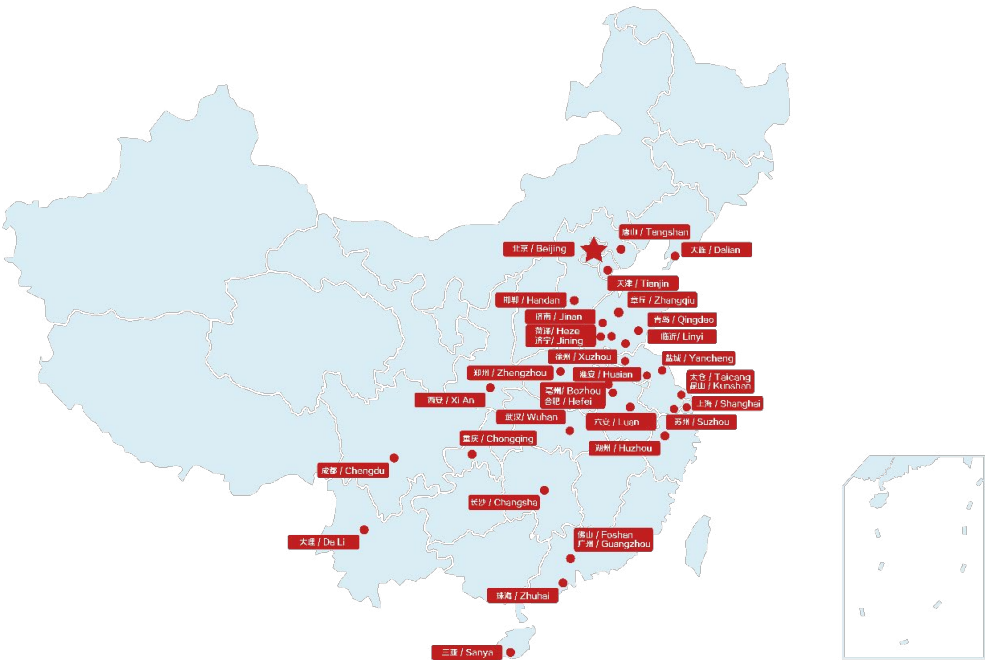 唐山 / Tangshan
北京 / Beijing
大连 / Dalian
天津 / Tianjin
邯郸 / Handan
章丘 / Zhangqiu
济南 / Jinan
青岛 / Qingdao
菏泽/ Heze
济宁/ Jining
临沂/ Linyi
徐州 / Xuzhou
盐城/ Yancheng
郑州 / Zhengzhou
淮安/ Huaian
太仓 / Taicang
昆山 / Kunshan
亳州/ Bozhou
合肥 / Hefei
西安 / Xi An
上海 / Shanghai
武汉/ Wuhan
六安/ Luan
苏州/ Suzhou
重庆 / Chongqing
湖州/ Huzhou
成都 / Chengdu
长沙 / Changsha
佛山 / Foshan
广州 / Guangzhou
大理/ Da Li
珠海/ Zhuhai
三亚/ Sanya